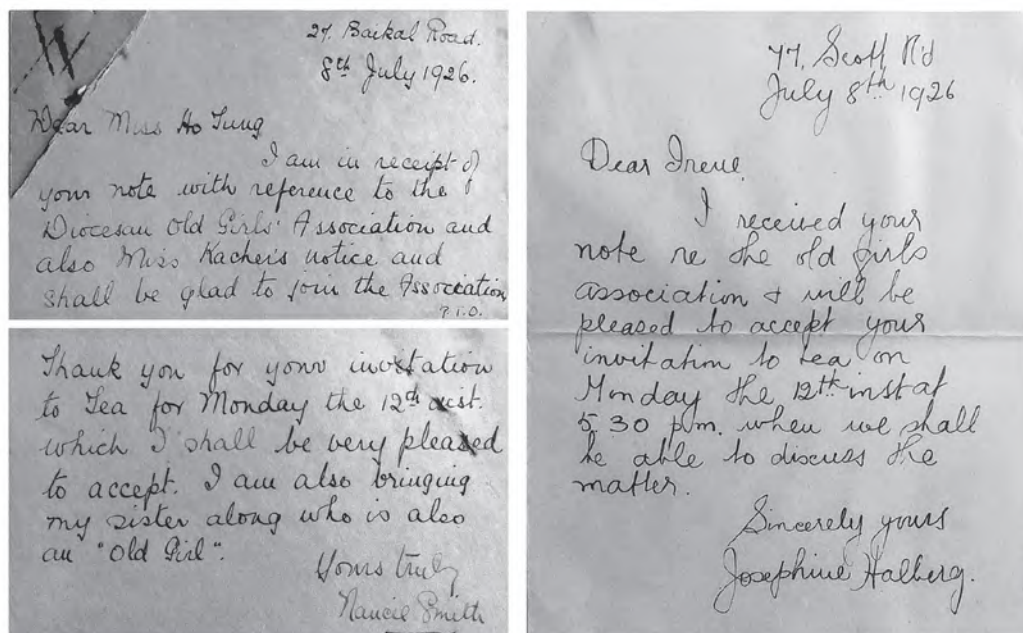 27, Baikal Road.
8th July 1926.
Dear Miss Ho Tung
I am in receipt of
your note with reference to the
Diocesan Old Girls' Association and
also Miss Kacker's notice and
shall be glad to join the Association
P.T.O.
Thank you for your invitation
to Tea for Monday the 12th inst.
which I shall be very pleased
to accept. I am also bringing
my sister along who is also
an "Old Girl".
Yours truly
Nancie Smith
77, Scott Rd
July 8th 1926
Dear Irene,
I received your
note re the old girls
association & will be
pleased to accept your
invitation to tea on
Monday the 12th inst at
5.30 p.m. when we shall
be able to discuss the
matter.
Sincerely yours
Josephine Halberg.